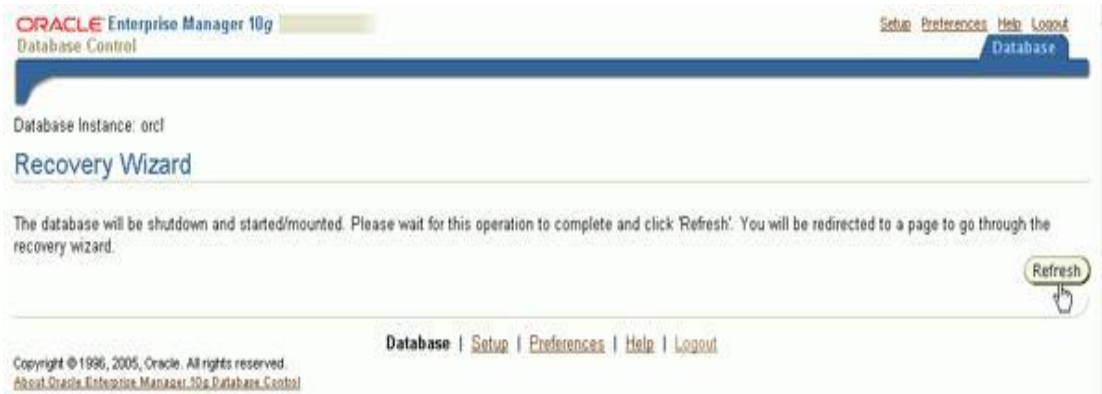 ORACLE Enterprise Manager 10g
Database Control
Setup Preferences Help Logout
Database
Database Instance: orcl
Recovery Wizard
The database will be shutdown and started/mounted. Please wait for this operation to complete and click 'Refresh'. You will be redirected to a page to go through the
recovery wizard.
Refresh
Database | Setup | Preferences | Help | Logout
Copyright © 1996, 2005, Oracle. All rights reserved.
About Oracle Enterprise Manager 10g Database Control